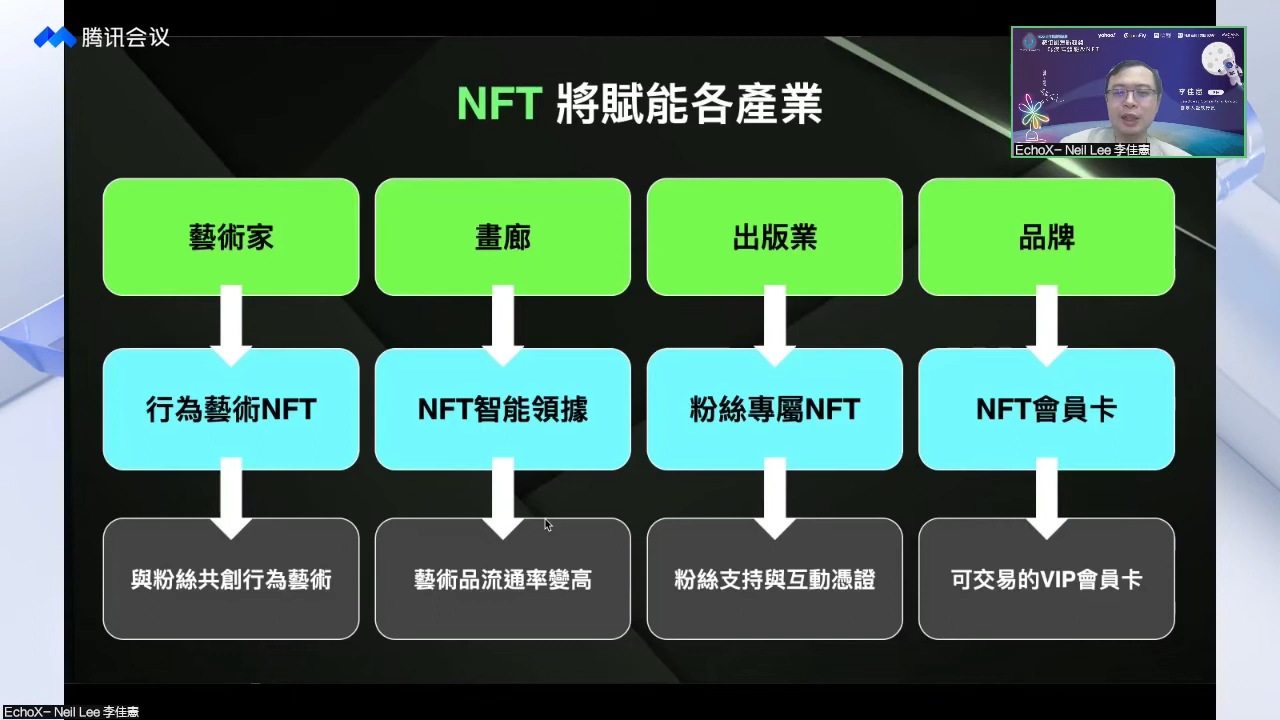 腾讯会议
NFT 將賦能各產業
李佳憲
EchoX- Neil Lee 李佳憲
藝術家
畫廊
出版業
品牌
行為藝術NFT
NFT智能領據
粉絲專屬NFT
NFT會員卡
與粉絲共創行為藝術
藝術品流通率變高
粉絲支持與互動憑證
可交易的VIP會員卡
EchoX- Neil Lee 李佳憲